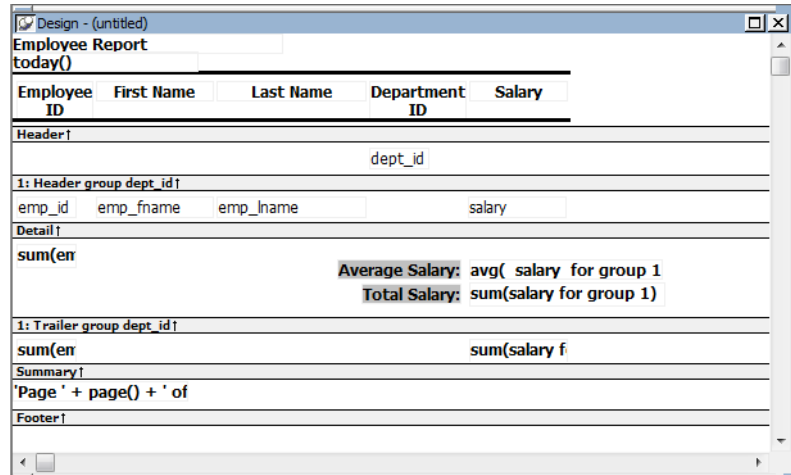 Design - (untitled)
Employee Report
today()
Employee ID First Name Last Name Department ID Salary
Header↑
dept_id
1: Header group dept_id↑
emp_id emp_fname emp_lname salary
Detail↑
sum(em
Average Salary: avg( salary for group 1
Total Salary: sum(salary for group 1)
1: Trailer group dept_id↑
sum(em sum(salary f
Summary↑
'Page ' + page() + ' of
Footer↑